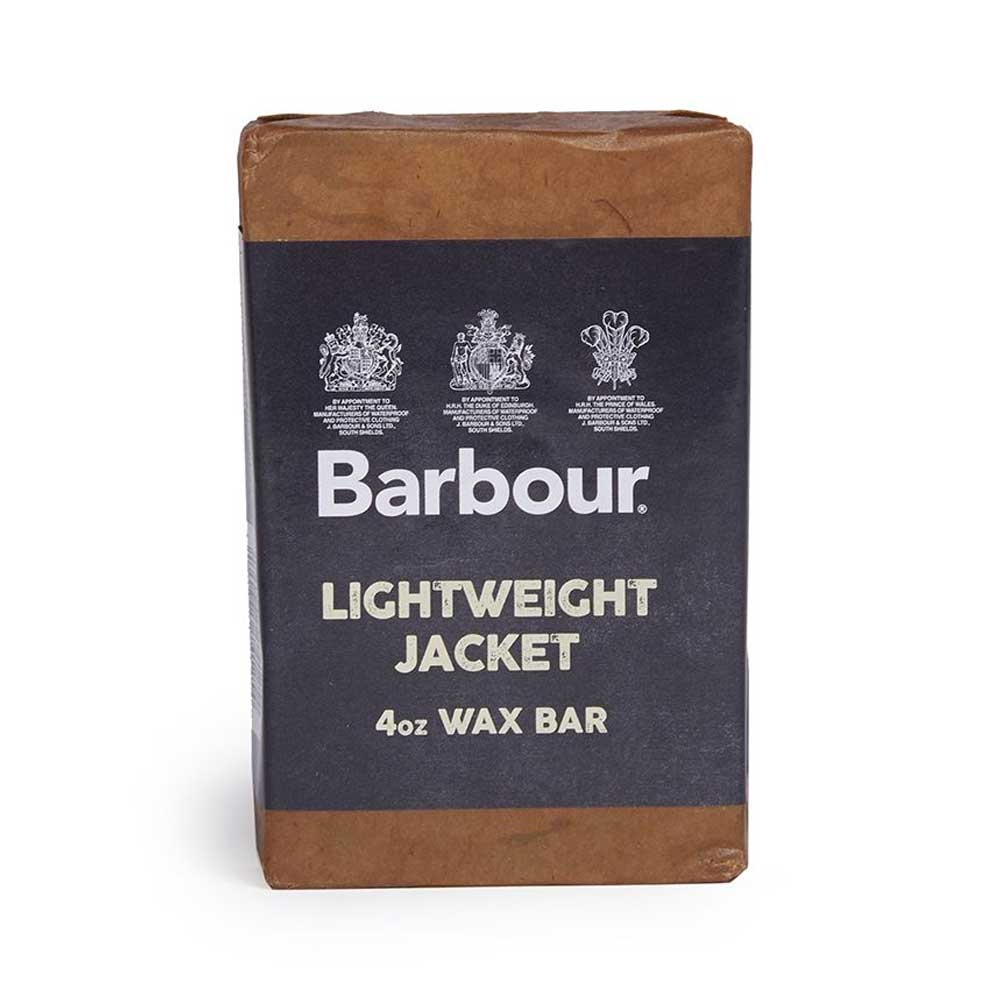 BY APPOINTMENT TO
HER MAJESTY THE QUEEN.
MANUFACTURERS OF WATERPROOF
AND PROTECTIVE CLOTHING
J. BARBOUR & SONS LTD.,
SOUTH SHIELDS.
BY APPOINTMENT TO
H.R.H. THE DUKE OF EDINBURGH.
MANUFACTURERS OF WATERPROOF
AND PROTECTIVE CLOTHING
J. BARBOUR & SONS LTD.,
SOUTH SHIELDS.
BY APPOINTMENT TO
H.R.H. THE PRINCE OF WALES.
MANUFACTURERS OF WATERPROOF
AND PROTECTIVE CLOTHING
J. BARBOUR & SONS LTD.,
SOUTH SHIELDS.
Barbour®
LIGHTWEIGHT
JACKET
4oz WAX BAR